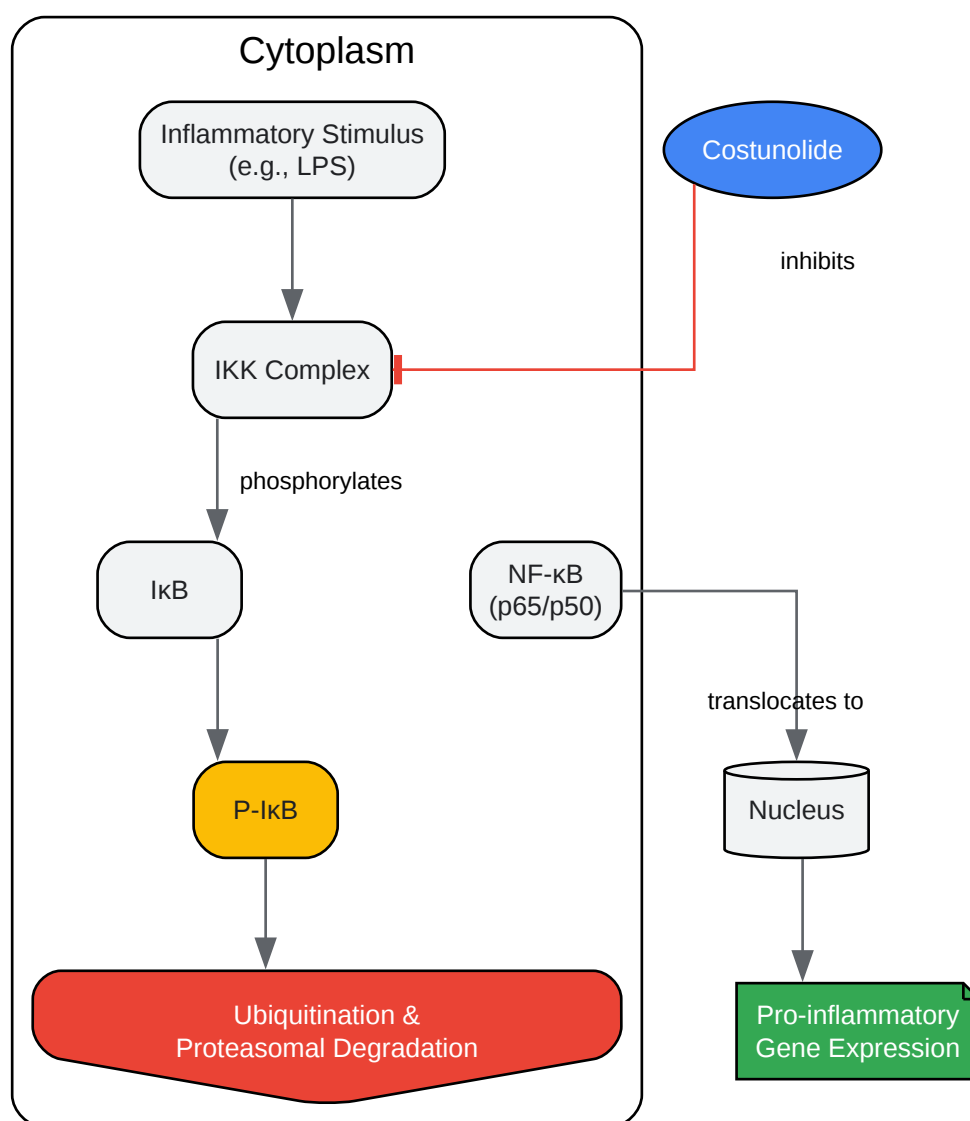 Cytoplasm
Inflammatory Stimulus
(e.g., LPS)
Costunolide
inhibits
IKK Complex
phosphorylates
IκB
NF-κB
(p65/p50)
translocates to
P-IκB
Nucleus
Ubiquitination &
Proteasomal Degradation
Pro-inflammatory
Gene Expression